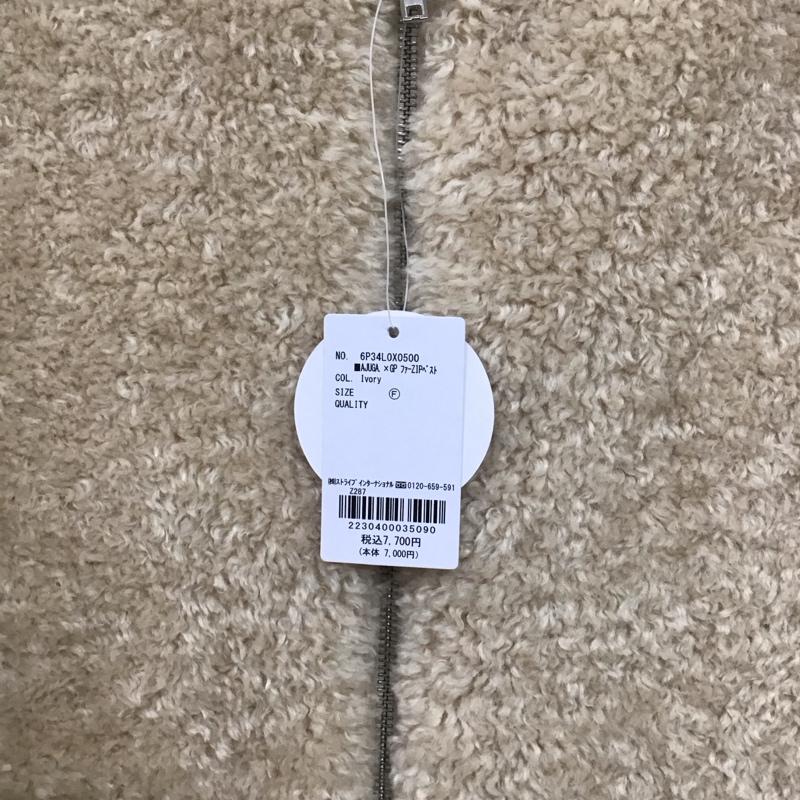 NO. 6P34L0X0500
■AJUGA ×GP ファーZIPベスト
COL. Ivory
SIZE Ⓕ
QUALITY
㈱ストライプ インターナショナル 0120-659-591
Z287
2230400035090
税込7,700円
(本体 7,000円)